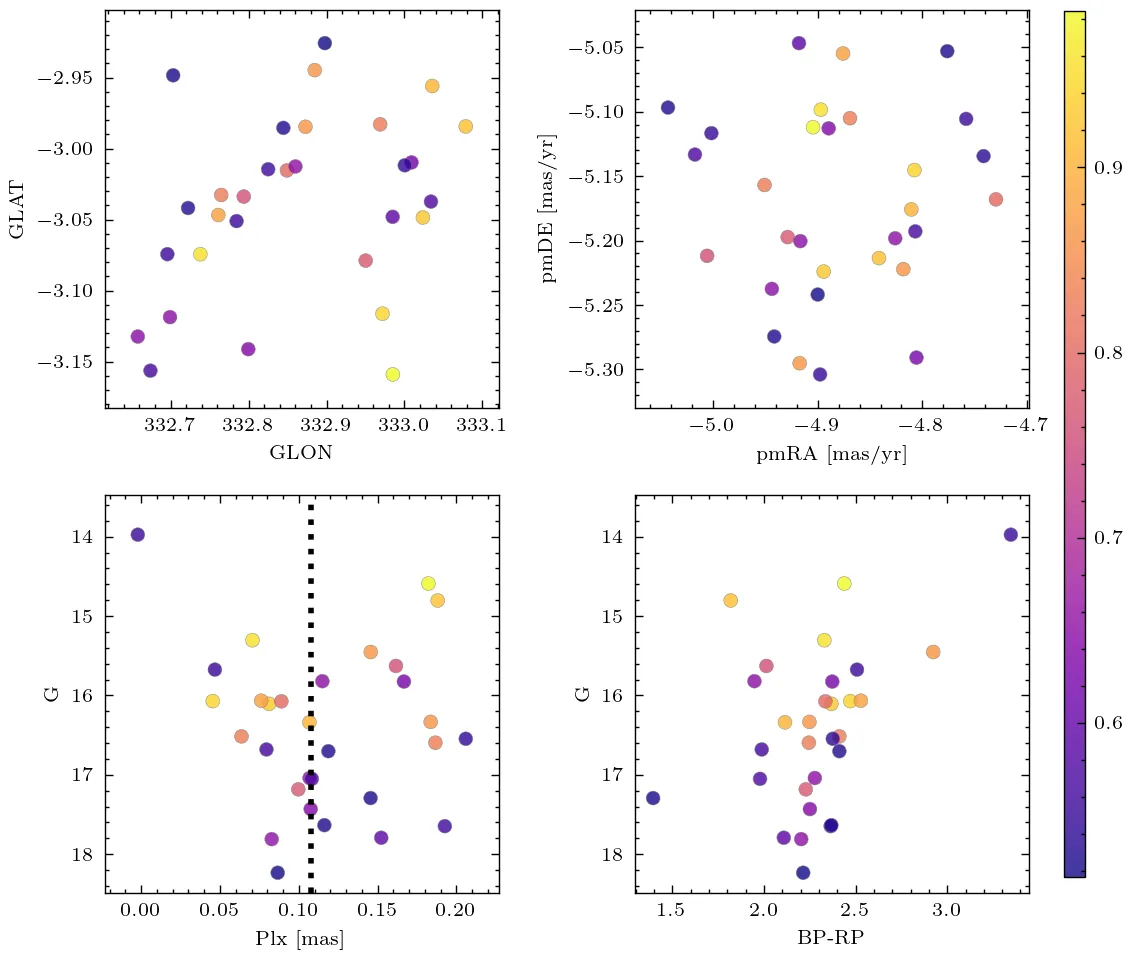 −2.95
−3.00
−3.05
−3.10
−3.15
GLAT
332.7 332.8 332.9 333.0 333.1
GLON
−5.05
−5.10
−5.15
−5.20
−5.25
−5.30
pmDE [mas/yr]
−5.0 −4.9 −4.8 −4.7
pmRA [mas/yr]
14
15
16
17
18
G
0.00 0.05 0.10 0.15 0.20
Plx [mas]
14
15
16
17
18
G
1.5 2.0 2.5 3.0
BP-RP
0.9
0.8
0.7
0.6